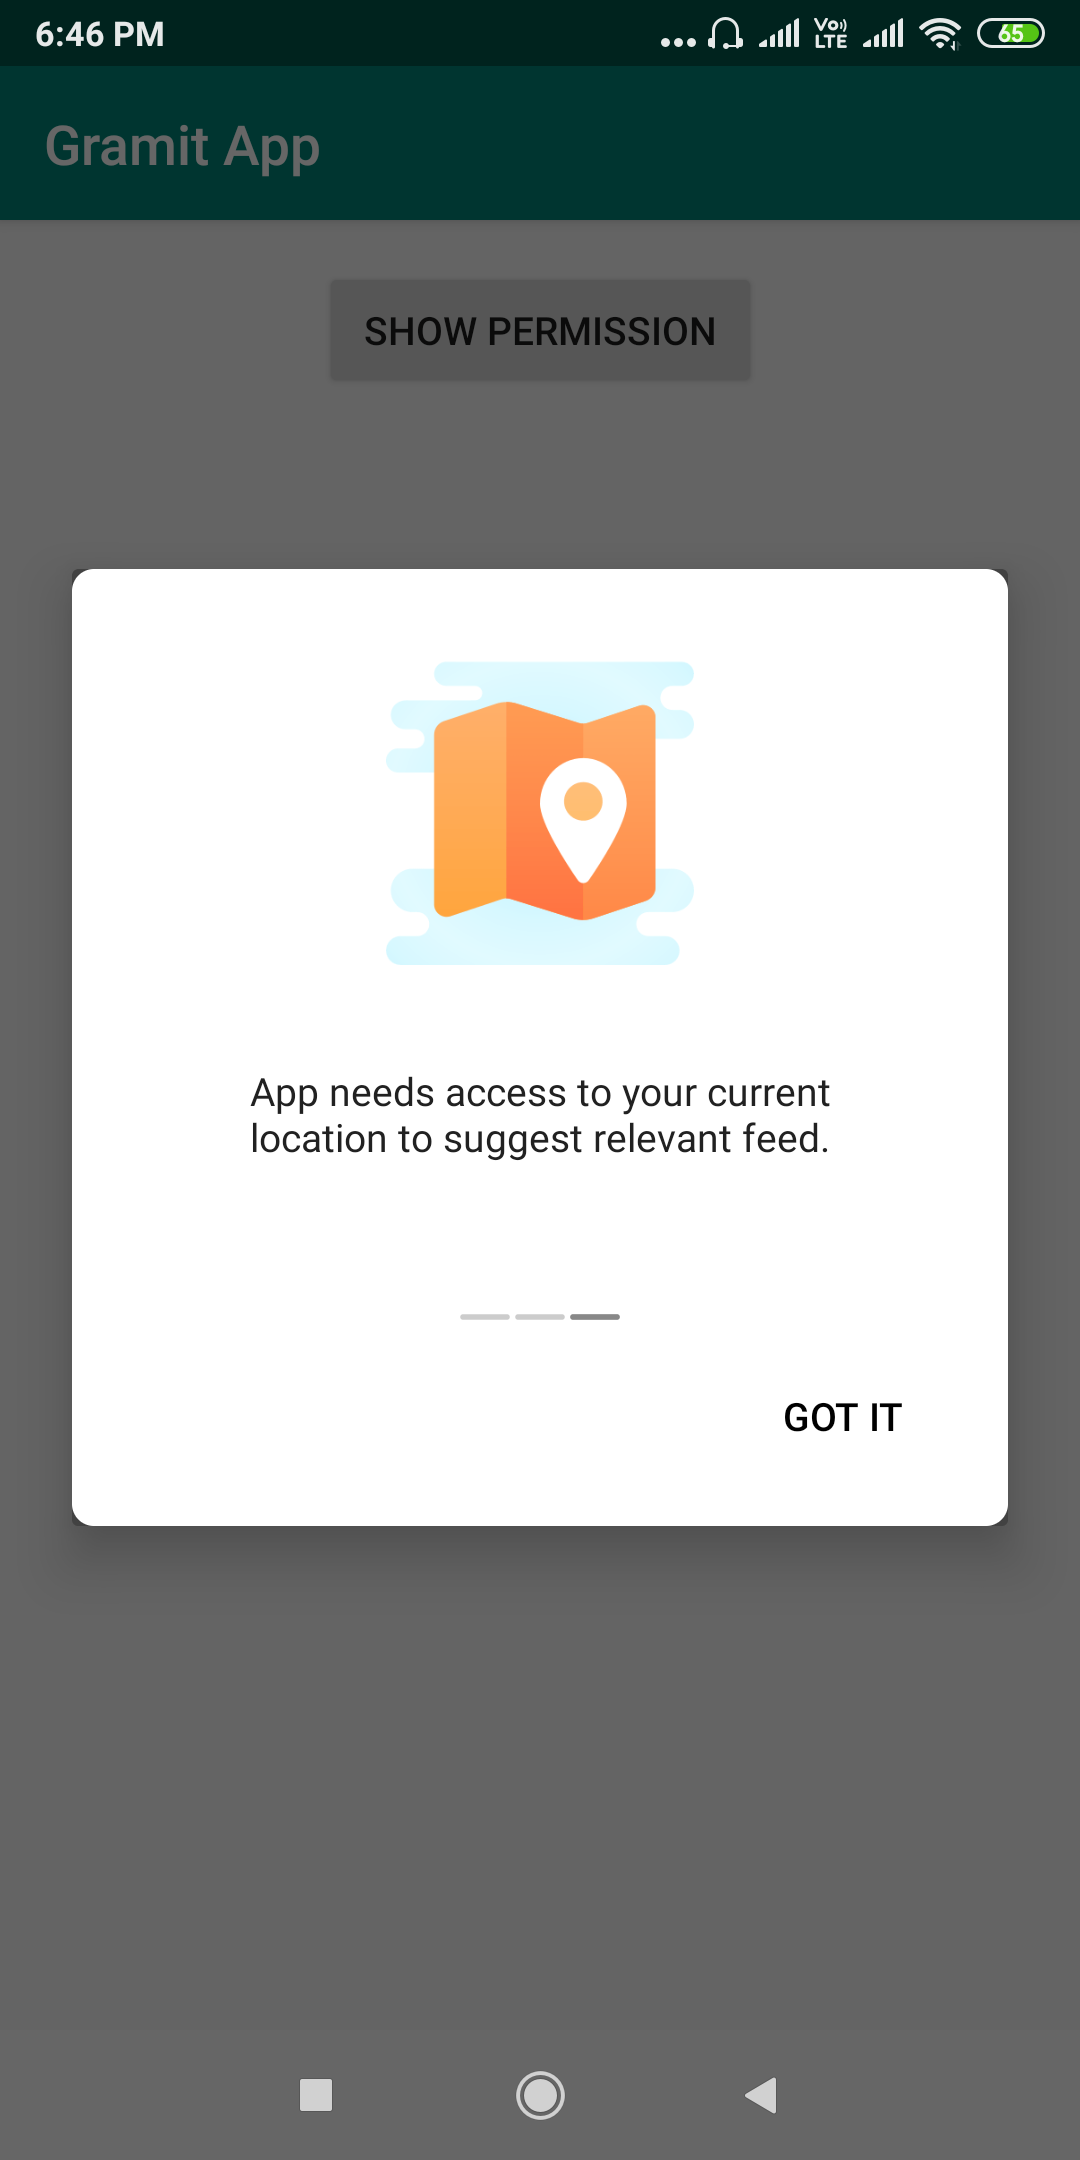 6:46 PM
Vo)) LTE
65
Gramit App
SHOW PERMISSION
App needs access to your current
location to suggest relevant feed.
GOT IT